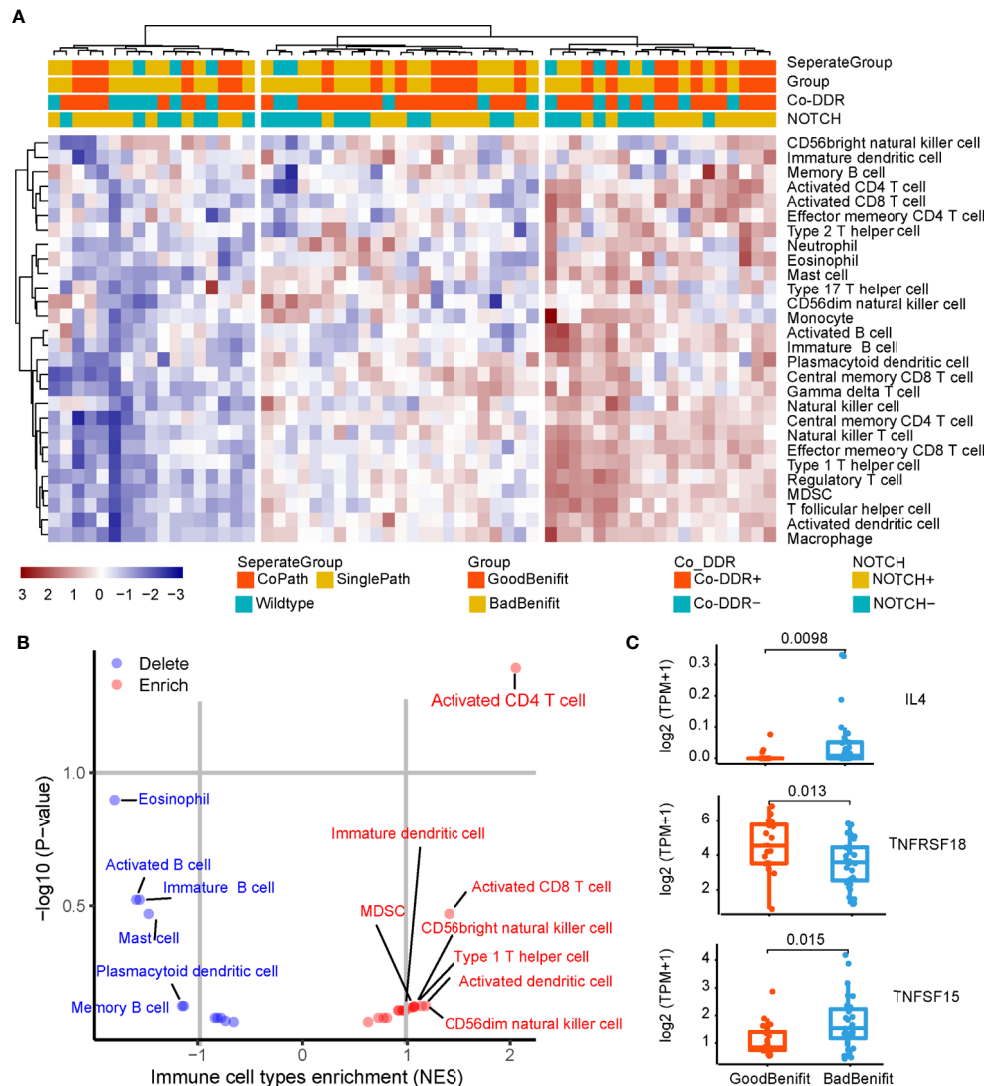 A
SeperateGroup
Group
Co-DDR
NOTCH
CD56bright natural killer cell
Immature dendritic cell
Memory B cell
Activated CD4 T cell
Activated CD8 T cell
Effector memeory CD4 T cell
Type 2 T helper cell
Neutrophil
Eosinophil
Mast cell
Type 17 T helper cell
CD56dim natural killer cell
Monocyte
Activated B cell
Immature B cell
Plasmacytoid dendritic cell
Central memory CD8 T cell
Gamma delta T cell
Natural killer cell
Central memory CD4 T cell
Natural killer T cell
Effector memeory CD8 T cell
Type 1 T helper cell
Regulatory T cell
MDSC
T follicular helper cell
Activated dendritic cell
Macrophage
3 2 1 0 −1 −2 −3
SeperateGroup
CoPath SinglePath
Wildtype
Group
GoodBenifit
BadBenifit
Co_DDR
Co-DDR+
Co-DDR−
NOTCH
NOTCH+
NOTCH−
B
Delete
Enrich
Activated CD4 T cell
1.0
Eosinophil
Immature dendritic cell
Activated B cell
Immature B cell
Activated CD8 T cell
0.5
MDSC
CD56bright natural killer cell
Mast cell
Type 1 T helper cell
Plasmacytoid dendritic cell
Activated dendritic cell
Memory B cell
CD56dim natural killer cell
−log10 (P-value)
−1 0 1 2
Immune cell types enrichment (NES)
C
0.0098
0.3
0.2
0.1
0.0
log2 (TPM+1)
IL4
0.013
6
4
2
log2 (TPM+1)
TNFRSF18
0.015
4
3
2
1
log2 (TPM+1)
TNFSF15
GoodBenifit BadBenifit